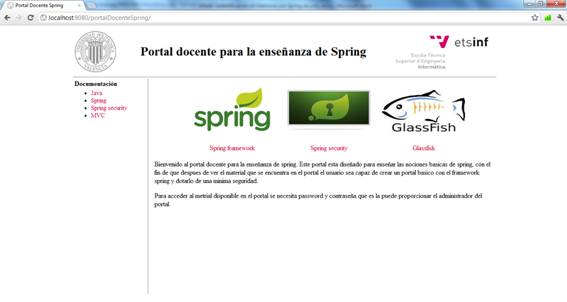 Portal Docente Spring
localhost:8080/portalDocenteSpring/
Portal docente para la enseñanza de Spring
etsinf
Escola Tècnica
Superior d'Enginyeria
Informàtica
Documentación
Java
Spring
Spring security
MVC
spring
GlassFish
Spring framework
Spring security
Glassfish
Bienvenido al portal docente para la enseñanza de spring. Este portal esta diseñado para enseñar las nociones basicas de spring, con el
fin de que despues de ver el material que se encuentra en el portal el usuario sea capaz de crear un portal basico con el framework
spring y dotarlo de una minima seguridad.
Para acceder al metrial disponible en el portal se necesita password y contraseña que es la puede proporcionar el administrador del
portal.